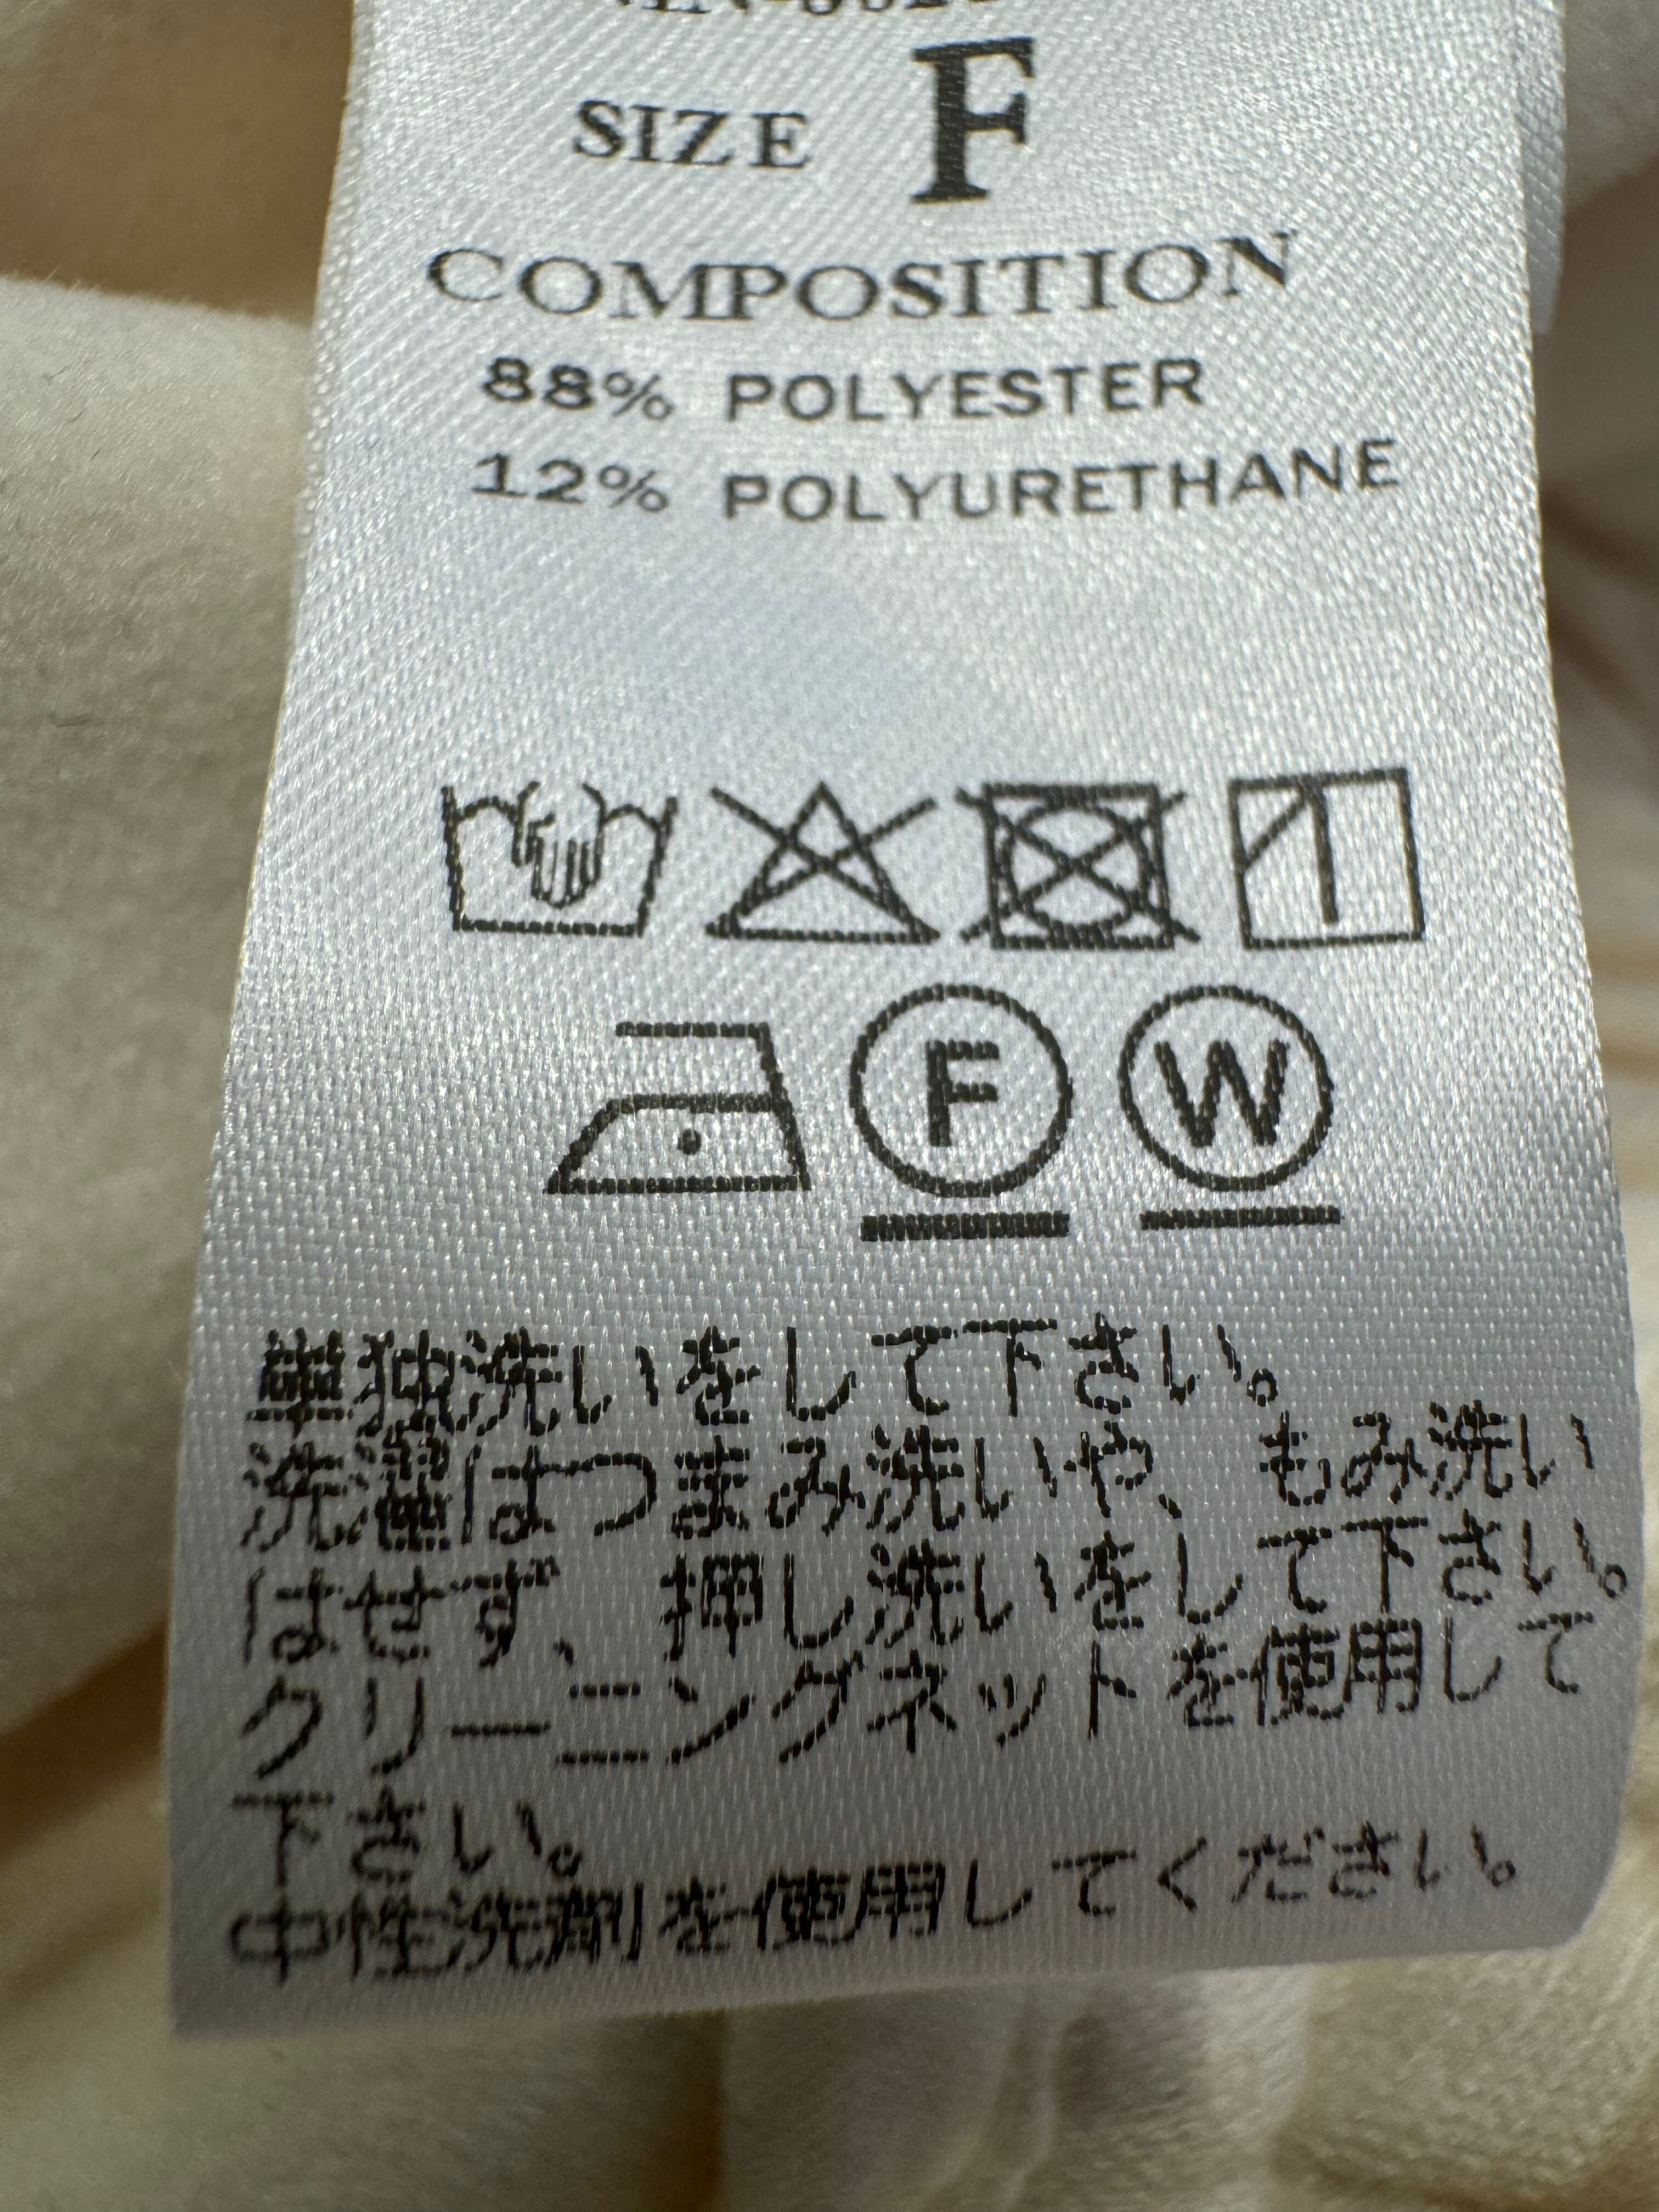 SIZE F
COMPOSITION
88% POLYESTER
12% POLYURETHANE
F W
単独洗いをして下さい。
洗濯はつまみ洗いや、もみ洗い
はせず、押し洗いをして下さい。
クリーニングネットを使用して
下さい。
中性洗剤を使用してください。